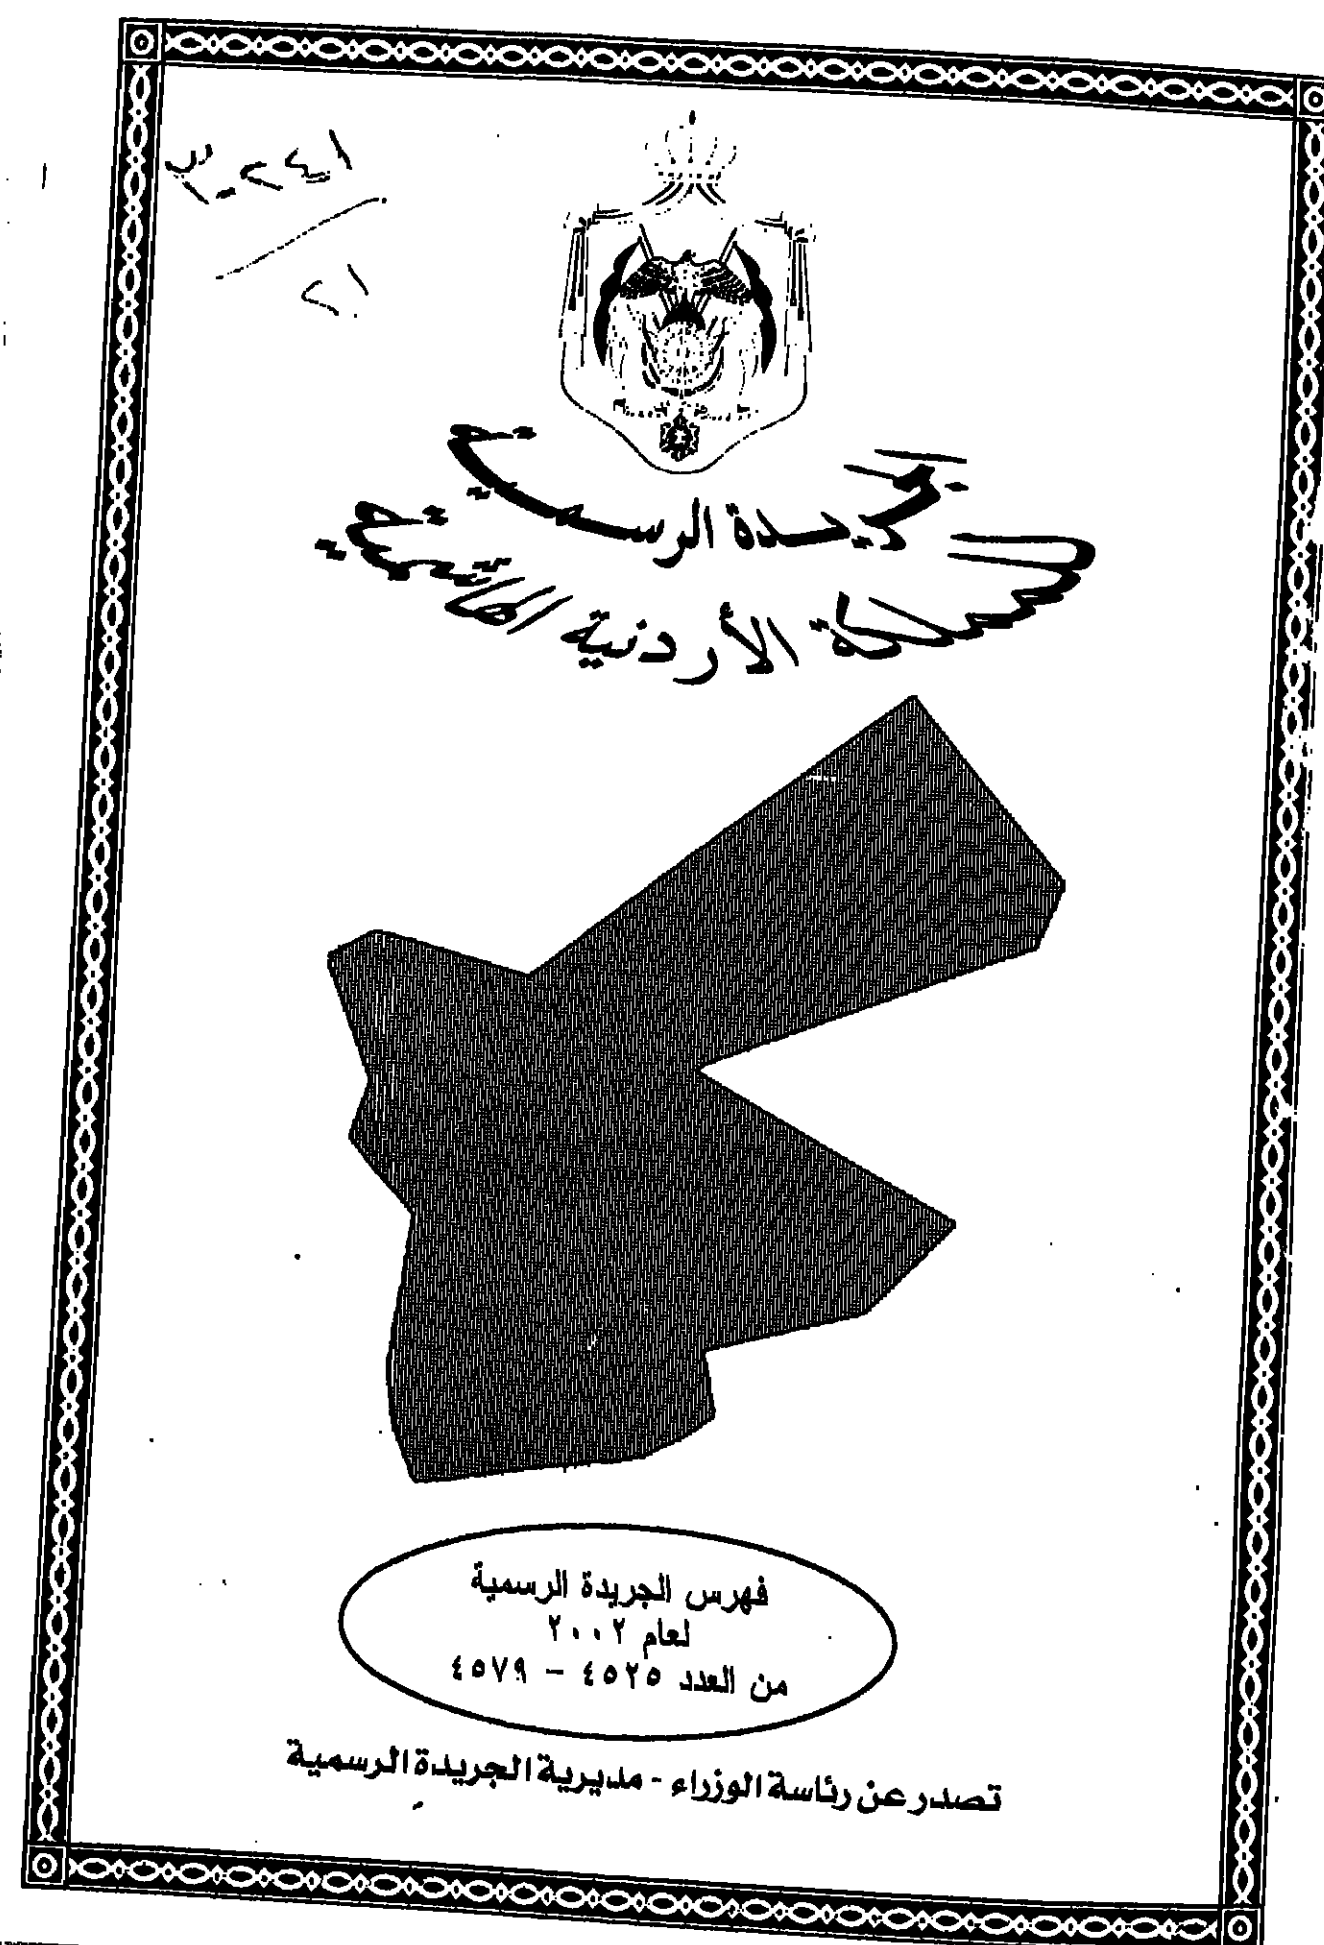 الجريدة الرسمية
للمملكة الأردنية الهاشمية
فهرس الجريدة الرسمية
لعام ٢٠٠٢
من العدد ٤٥٢٥ - ٤٥٧٩
تصدر عن رئاسة الوزراء - مديرية الجريدة الرسمية